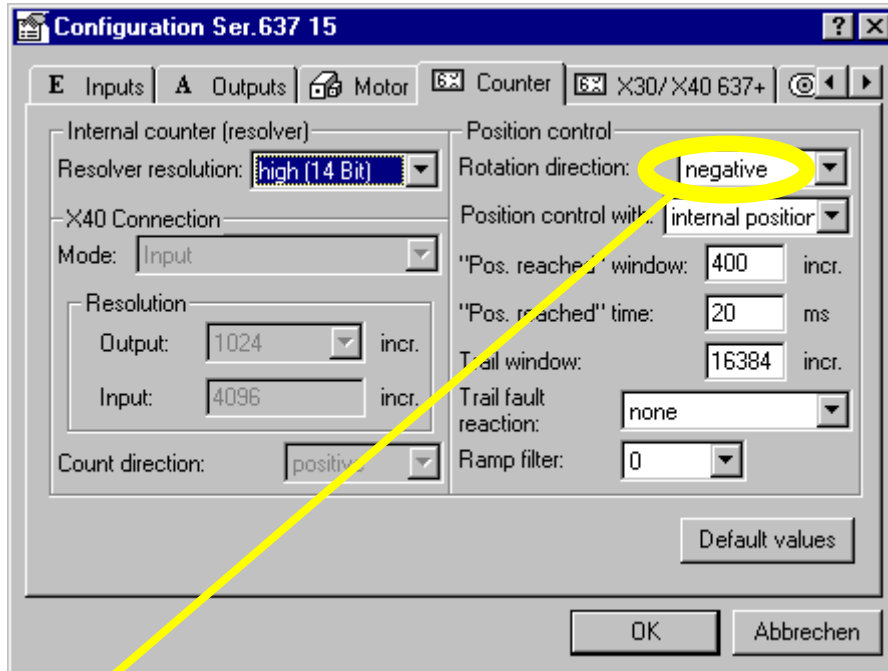 Configuration Ser.637 15
E Inputs A Outputs Motor Counter X30/X40 637+
Internal counter (resolver)
Resolver resolution: high (14 Bit)
X40 Connection
Mode: Input
Resolution
Output: 1024 incr.
Input: 4096 incr.
Count direction: positive
Position control
Rotation direction: negative
Position control with: internal position
"Pos. reached" window: 400 incr.
"Pos. reached" time: 20 ms
Trail window: 16384 incr.
Trail fault
reaction: none
Ramp filter: 0
Default values
OK Abbrechen